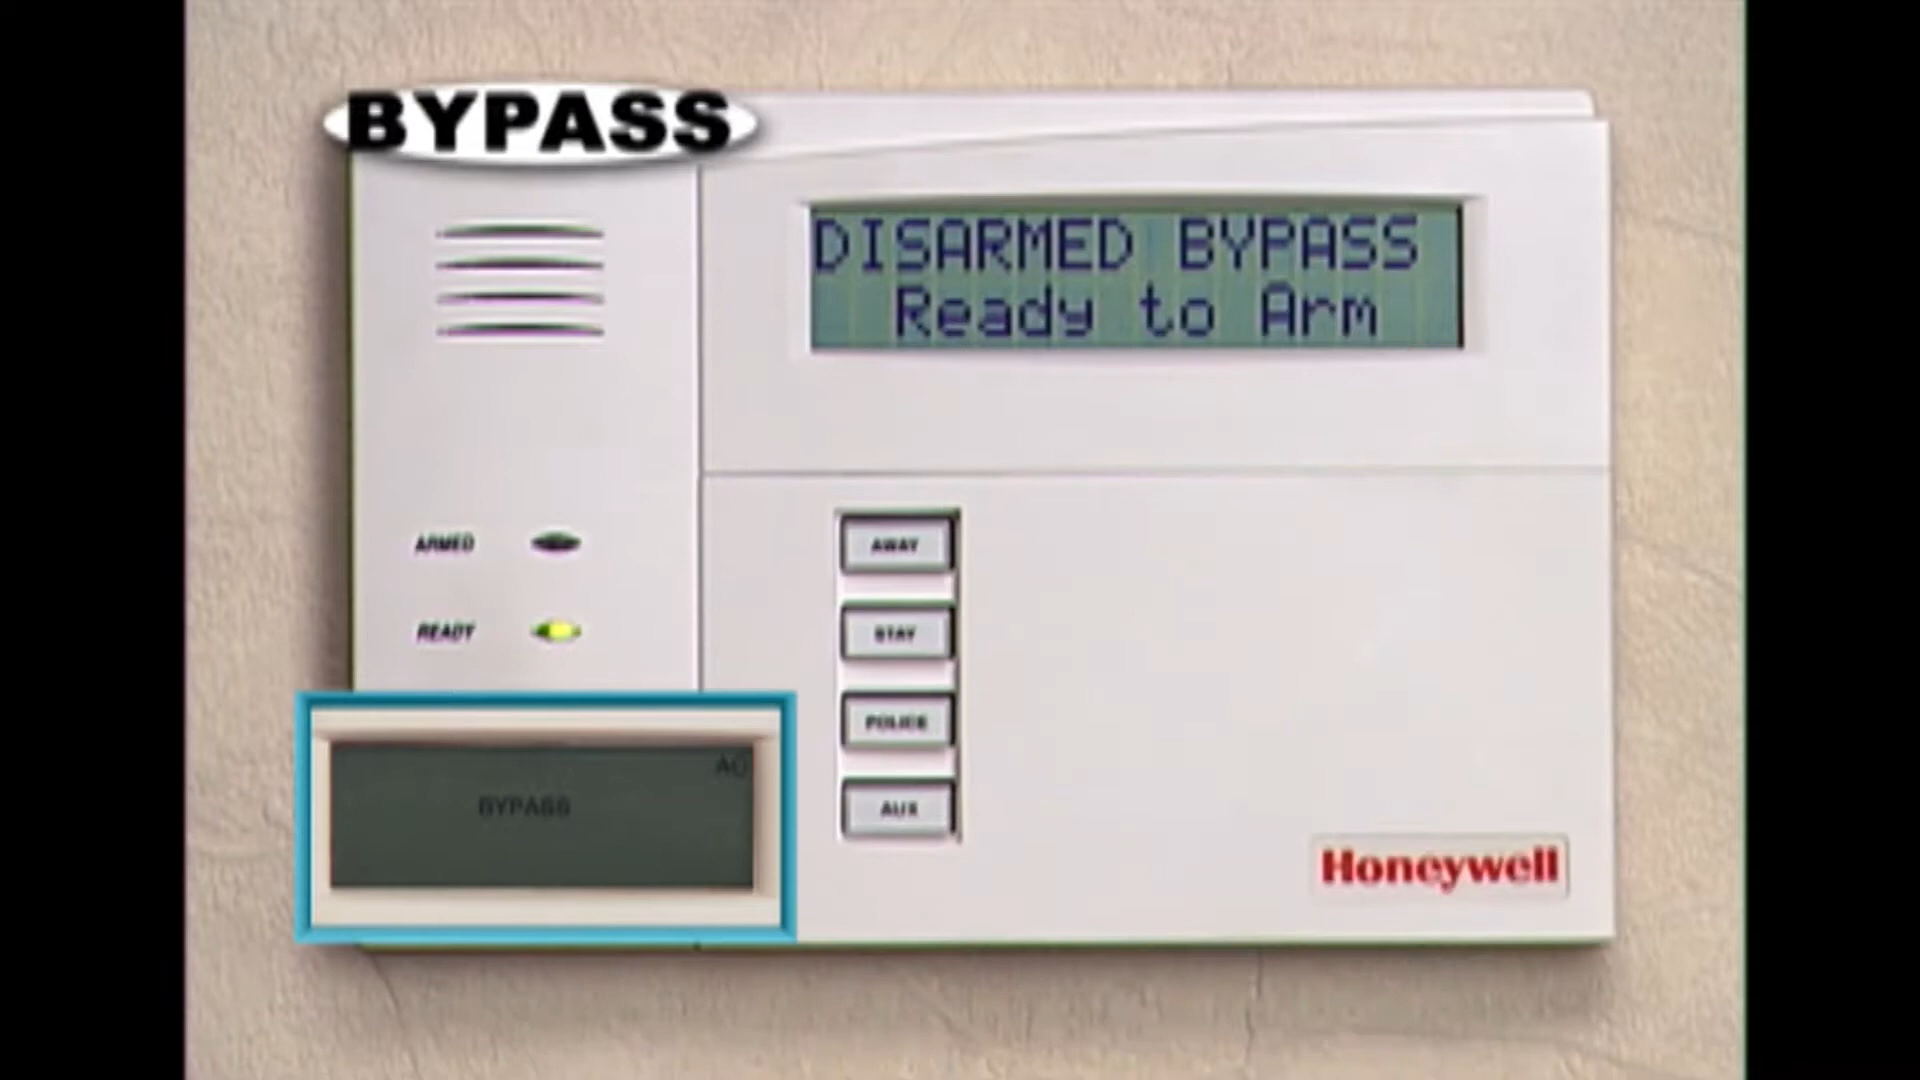 BYPASS
DISARMED BYPASS
Ready to Arm
ARMED
READY
AWAY
STAY
POLICE
AUX
AC
BYPASS
Honeywell